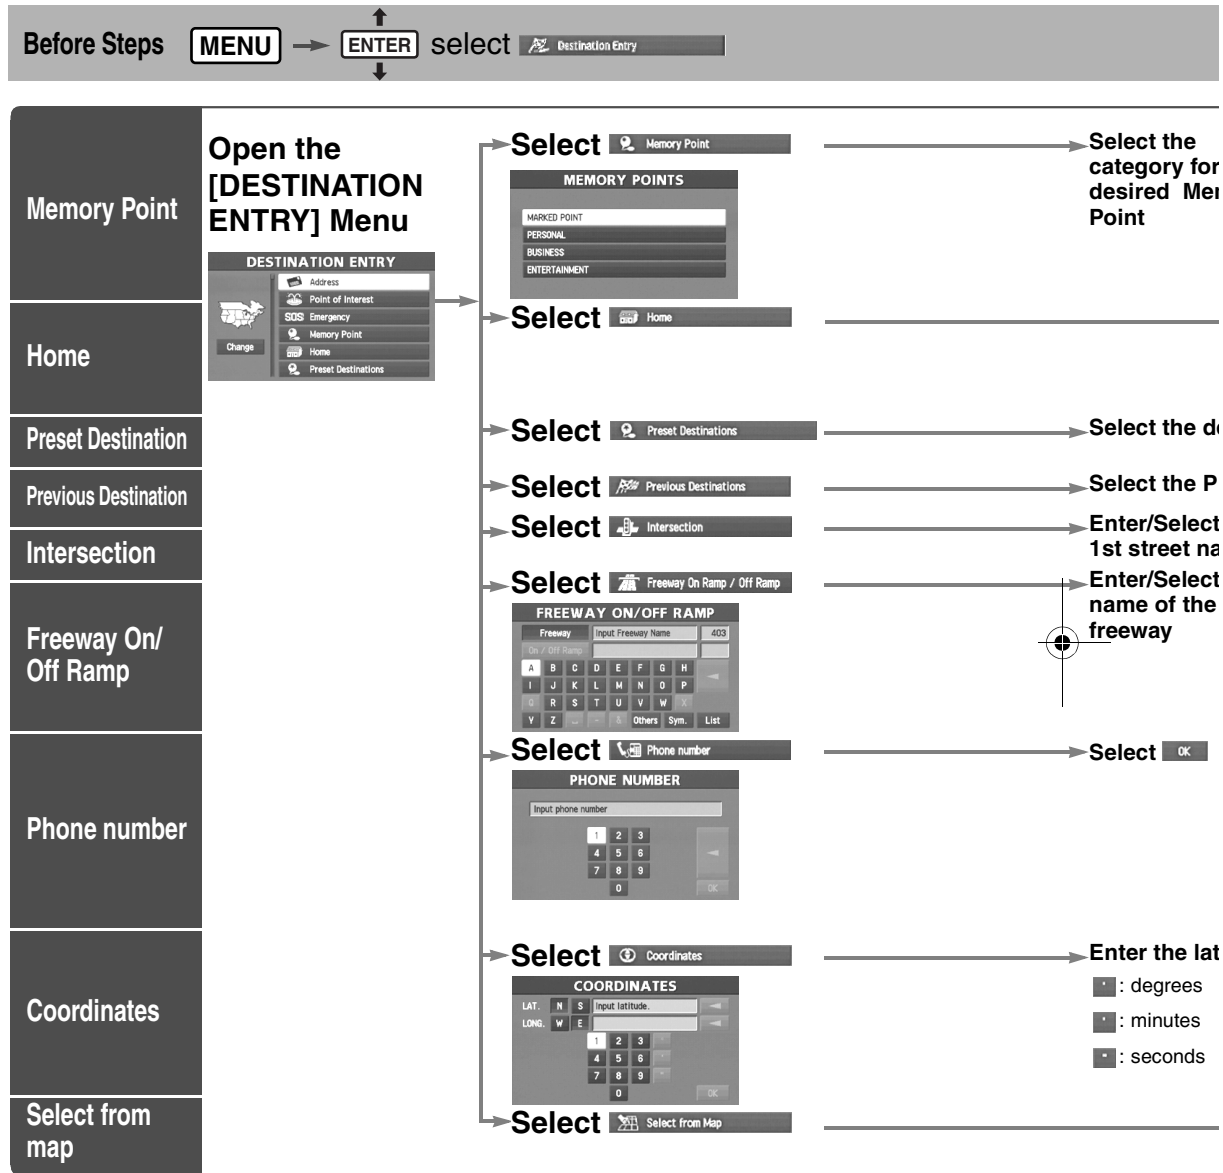 Before Steps MENU ENTER select Destination Entry
Memory Point
Open the
[DESTINATION
ENTRY] Menu
DESTINATION ENTRY
Address
Point of Interest
SOS Emergency
Memory Point
Change
Home
Preset Destinations
Select Memory Point
MEMORY POINTS
MARKED POINT
PERSONAL
BUSINESS
ENTERTAINMENT
Select the
category for
desired Mem
Point
Home
Select Home
Preset Destination
Select Preset Destinations
Select the de
Previous Destination
Select Previous Destinations
Select the P
Intersection
Select Intersection
Enter/Select
1st street na
Freeway On/
Off Ramp
Select Freeway On Ramp / Off Ramp
FREEWAY ON/OFF RAMP
Freeway Input Freeway Name 403
On / Off Ramp
A B C D E F G H
I J K L M N O P
Q R S T U V W X
Y Z - & Others Sym. List
Enter/Select
name of the
freeway
Phone number
Select Phone number
PHONE NUMBER
Input phone number
1 2 3
4 5 6
7 8 9
0 OK
Select OK
Coordinates
Select Coordinates
COORDINATES
LAT. N S Input latitude.
LONG. W E
1 2 3 °
4 5 6 '
7 8 9 "
0 OK
Enter the lat
° : degrees
' : minutes
" : seconds
Select from
map
Select Select from Map